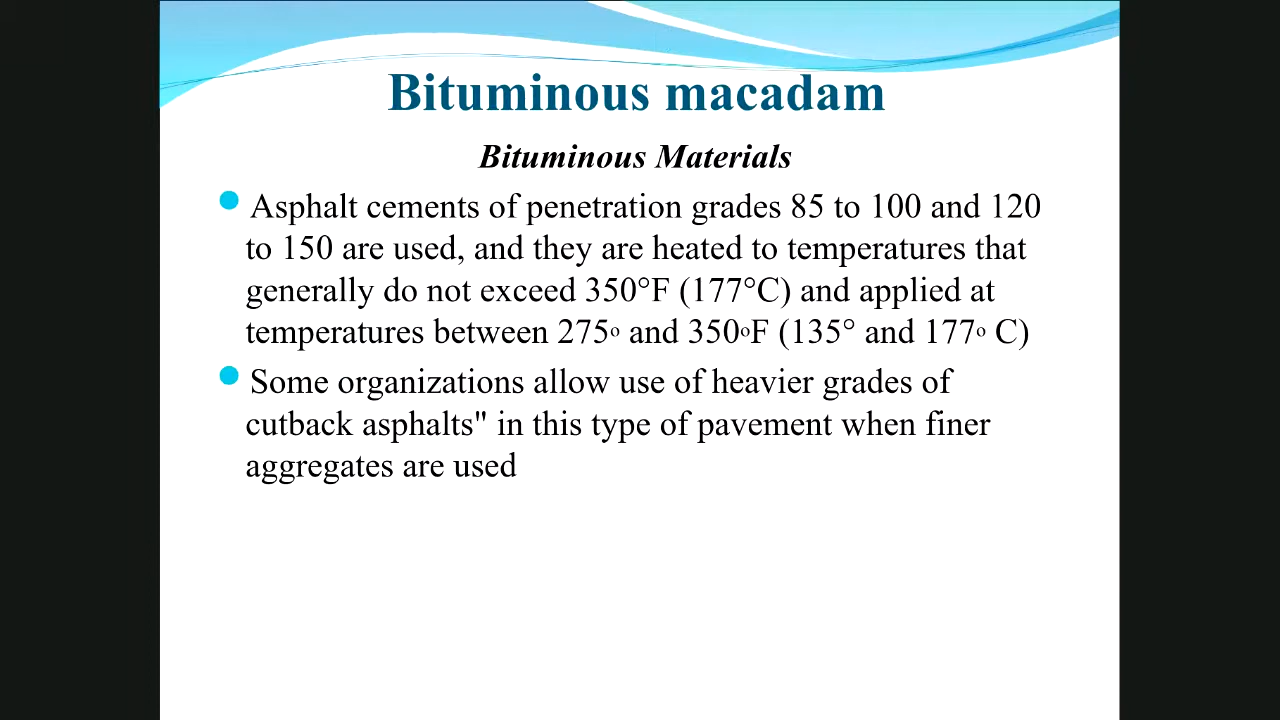 Bituminous macadam
Bituminous Materials
Asphalt cements of penetration grades 85 to 100 and 120
to 150 are used, and they are heated to temperatures that
generally do not exceed 350°F (177°C) and applied at
temperatures between 275º and 350ºF (135° and 177º C)
Some organizations allow use of heavier grades of
cutback asphalts" in this type of pavement when finer
aggregates are used